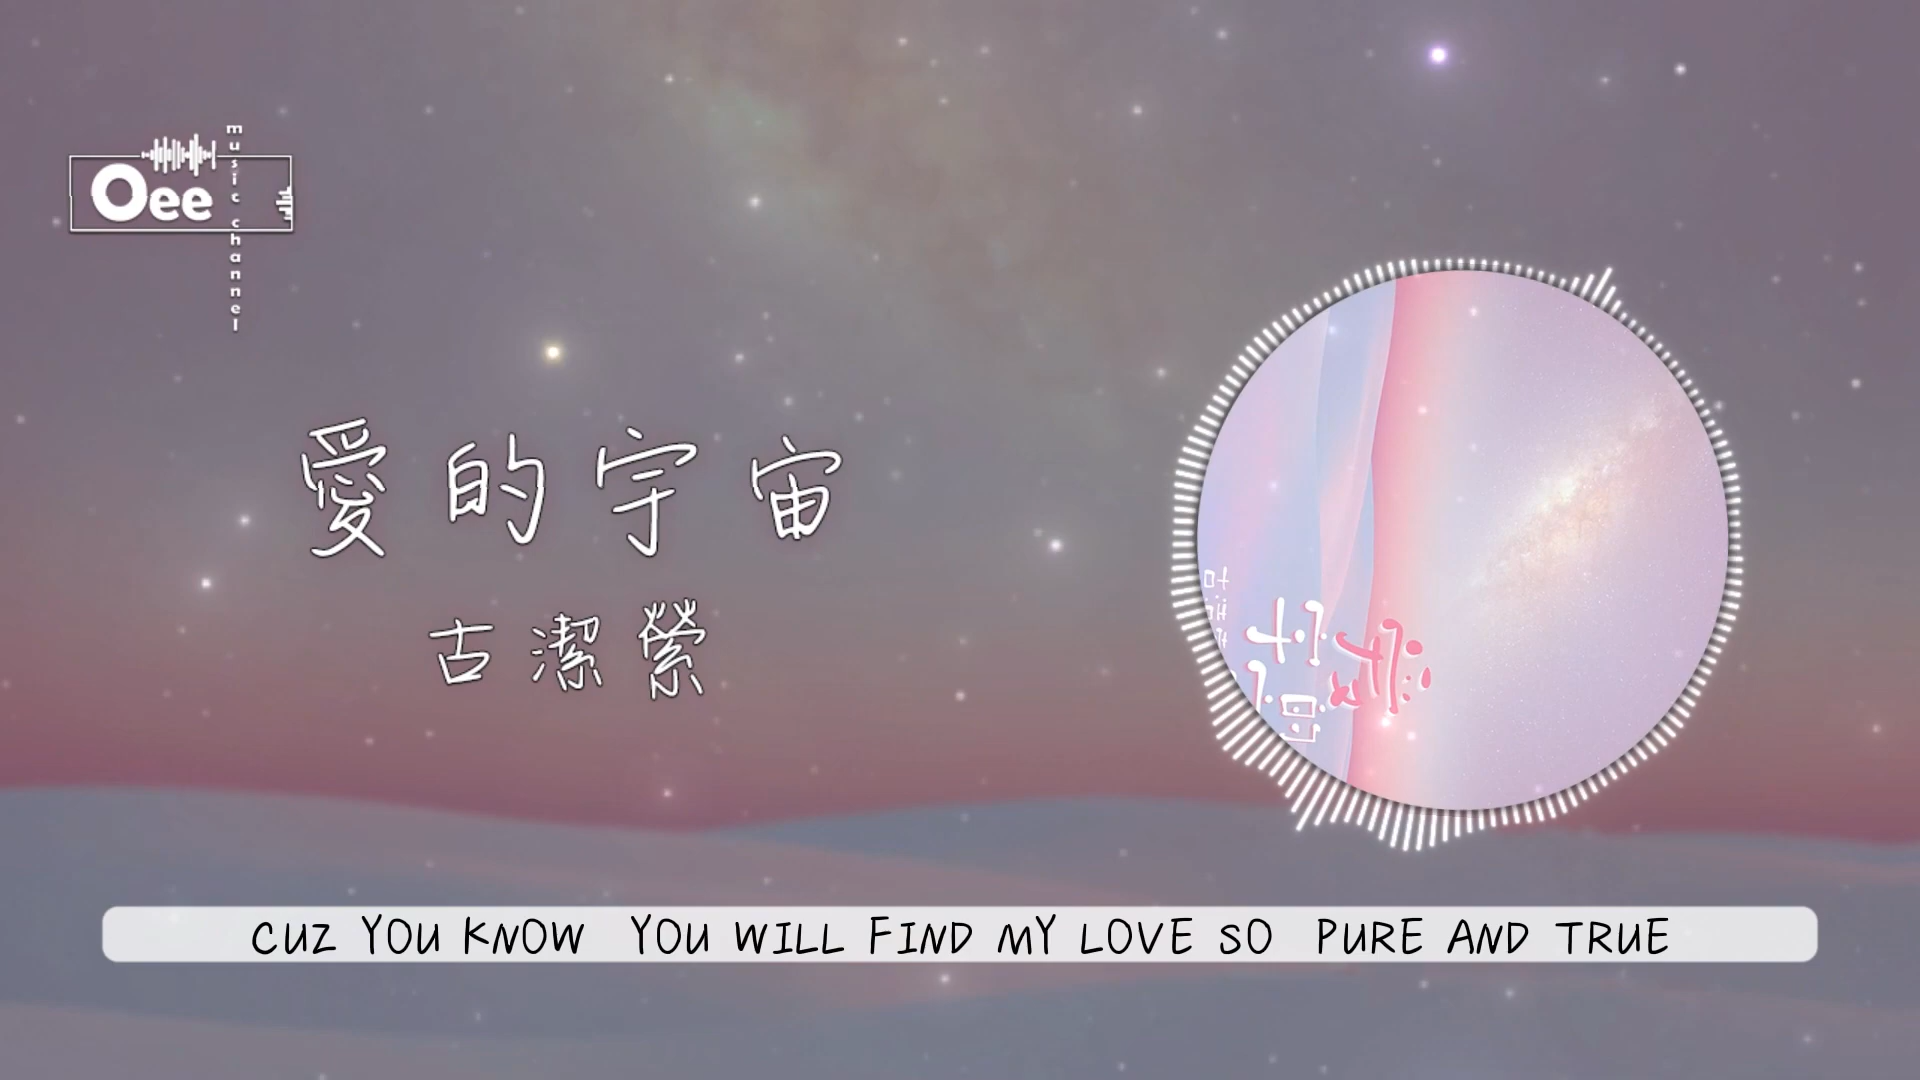 Oee
music channel
愛的宇宙
古潔縈
CUZ YOU KNOW  YOU WILL FIND MY LOVE SO  PURE AND TRUE